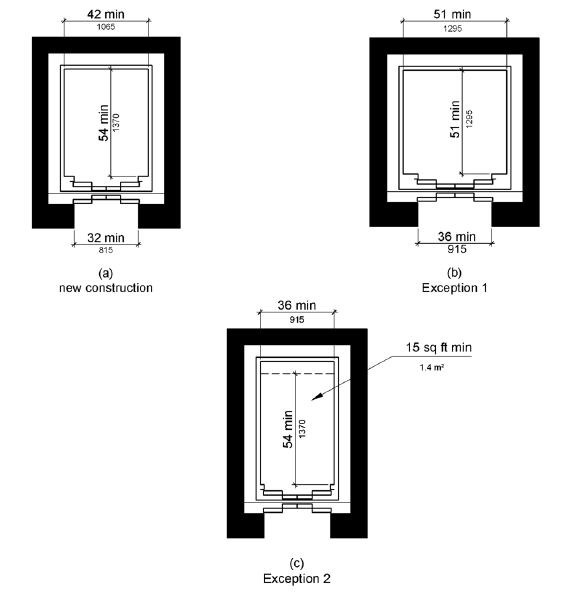 42 min
1065
54 min
1370
32 min
815
(a)
new construction
51 min
1295
51 min
1295
36 min
915
(b)
Exception 1
36 min
915
15 sq ft min
1.4 m²
54 min
1370
(c)
Exception 2